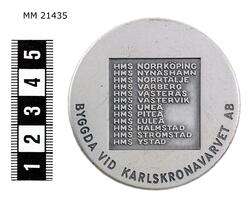 MM 21435
HMS NORRKÖPING
HMS NYNÄSHAMN
HMS NORRTÄLJE
HMS VARBERG
HMS VÄSTERÅS
HMS VÄSTERVIK
HMS UMEÅ
HMS PITEÅ
HMS LULEÅ
HMS HALMSTAD
HMS STRÖMSTAD
HMS YSTAD
BYGGDA VID KARLSKRONAVARVET AB
1 2 3 4 5